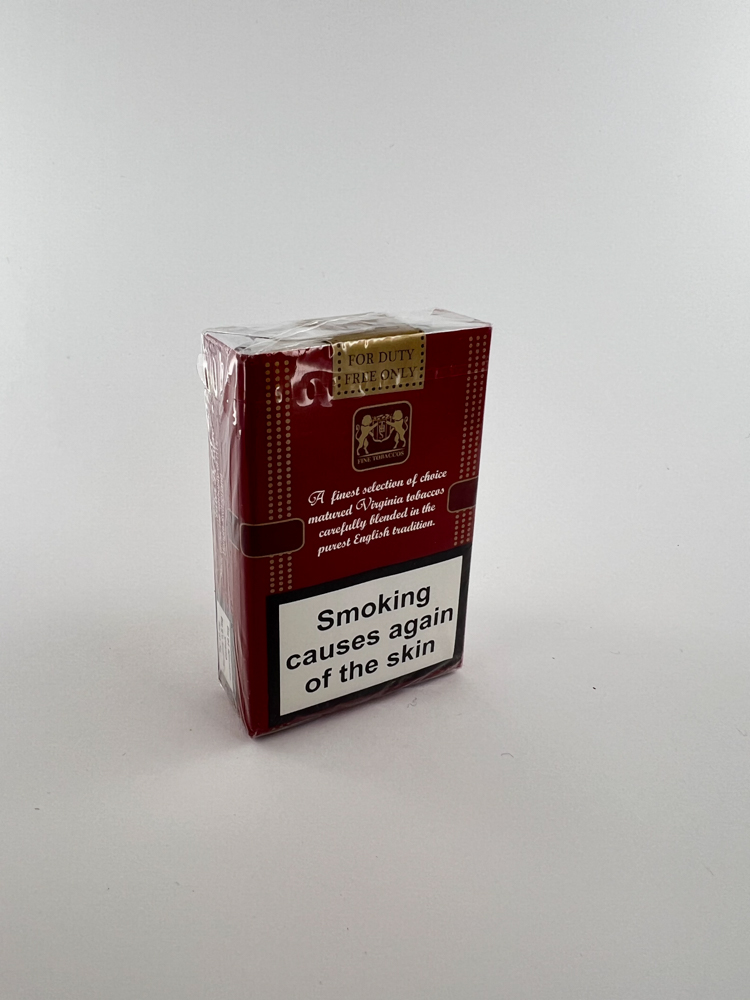 FOR DUTY
FREE ONLY
FINE TOBACCOS
A finest selection of choice
matured Virginia tobaccos
carefully blended in the
purest English tradition.
Smoking
causes again
of the skin